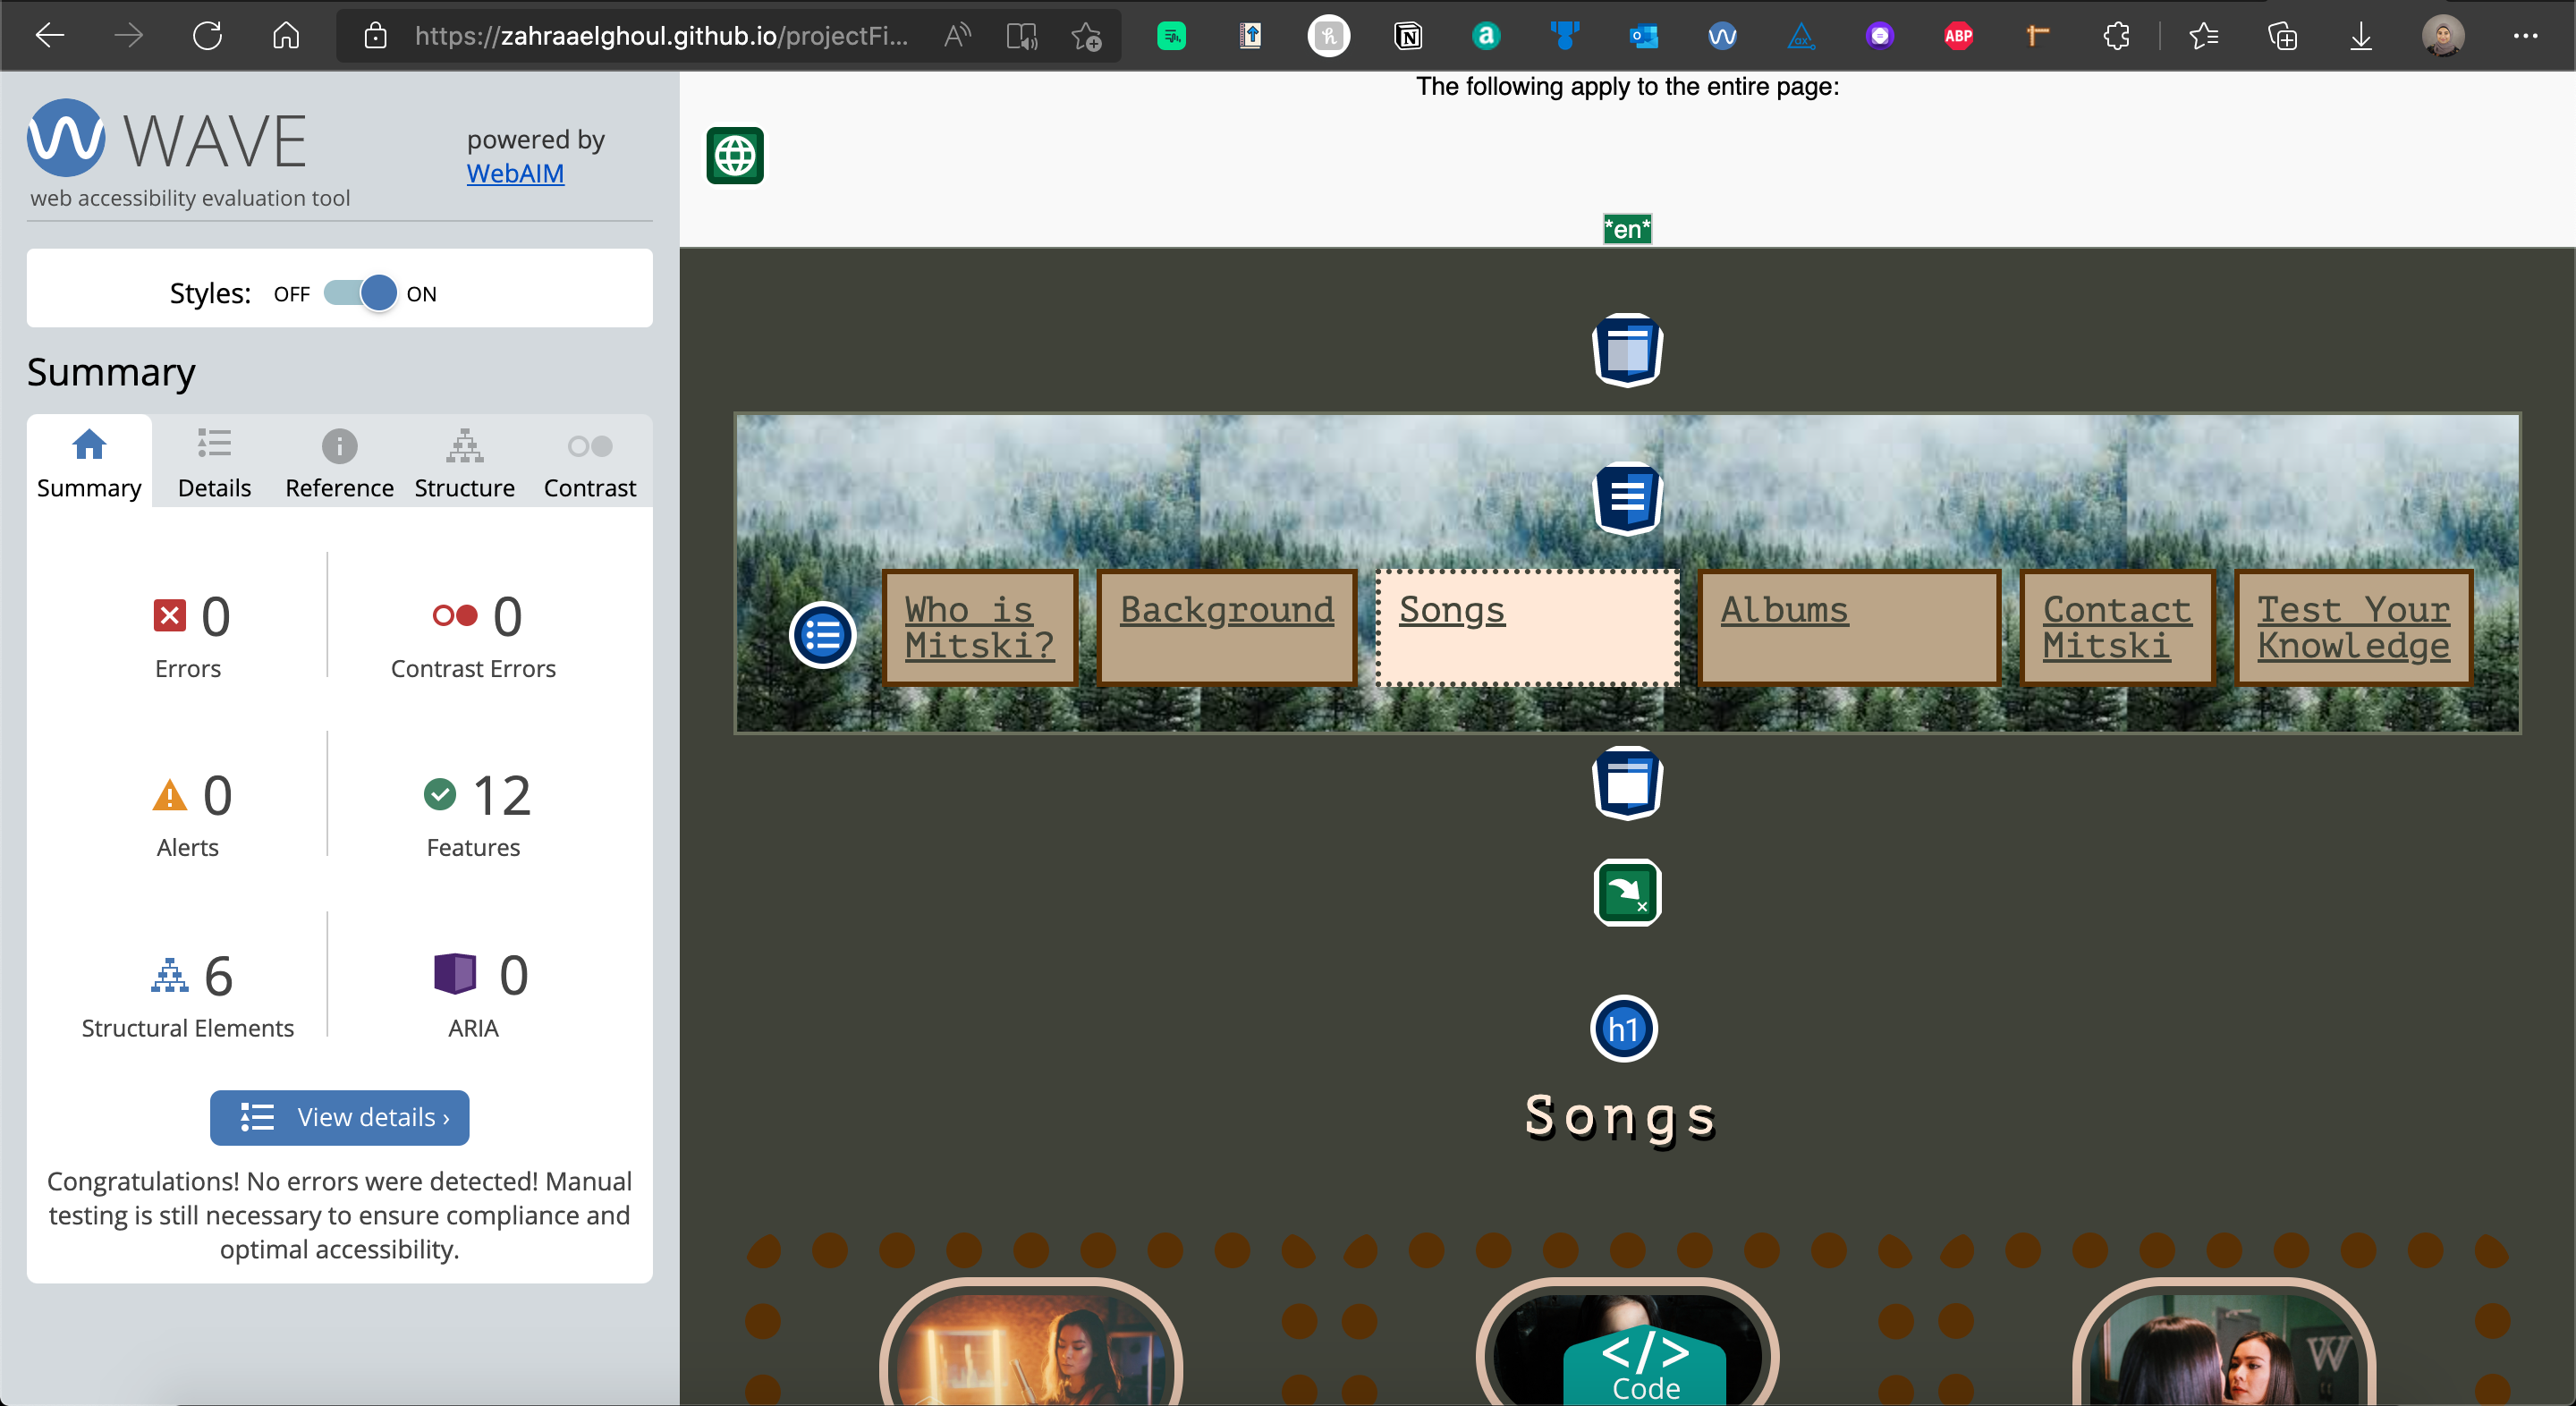 https://zahraaelghoul.github.io/projectFi...
ABP
WAVE
web accessibility evaluation tool
powered by
WebAIM
Styles:
OFF
ON
Summary
Summary
Details
Reference
Structure
Contrast
0
Errors
0
Contrast Errors
0
Alerts
12
Features
6
Structural Elements
0
ARIA
View details ›
Congratulations! No errors were detected! Manual
testing is still necessary to ensure compliance and
optimal accessibility.
The following apply to the entire page:
*en*
Who is
Mitski?
Background
Songs
Albums
Contact
Mitski
Test Your
Knowledge
h1
Songs
</>
Code
W